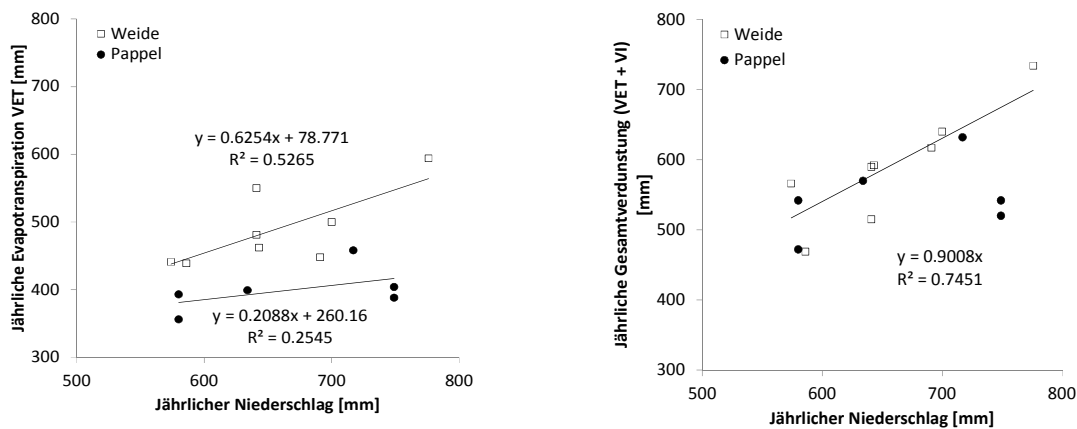 Jährliche Evapotranspiration VET [mm]
800
700
600
500
400
300
Weide
Pappel
y = 0.6254x + 78.771
R² = 0.5265
y = 0.2088x + 260.16
R² = 0.2545
500
600
700
800
Jährlicher Niederschlag [mm]
Jährliche Gesamtverdunstung (VET + VI)
[mm]
800
700
600
500
400
300
Weide
Pappel
y = 0.9008x
R² = 0.7451
500
600
700
800
Jährlicher Niederschlag [mm]